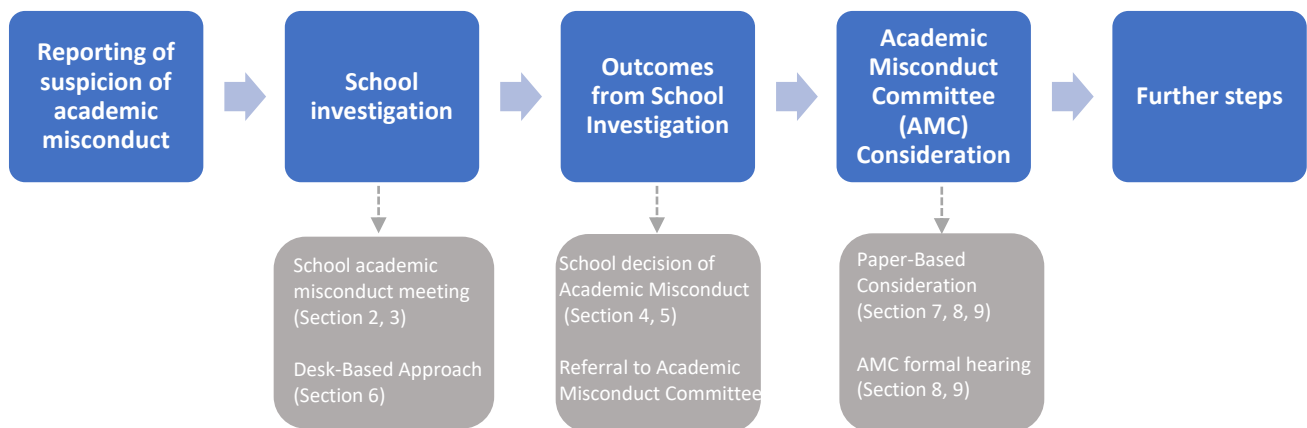 Reporting of
suspicion of
academic
misconduct
School
investigation
Outcomes
from School
Investigation
Academic
Misconduct
Committee
(AMC)
Consideration
Further steps
School academic
misconduct meeting
(Section 2, 3)
Desk-Based Approach
(Section 6)
School decision of
Academic Misconduct
(Section 4, 5)
Referral to Academic
Misconduct Committee
Paper-Based
Consideration
(Section 7, 8, 9)
AMC formal hearing
(Section 8, 9)